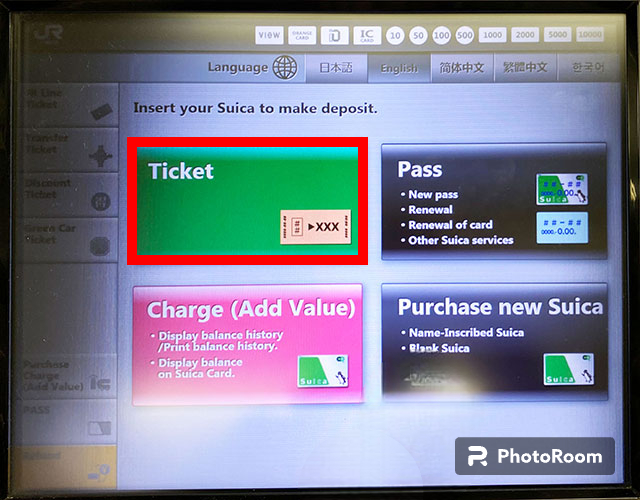 JR
VIEW ORANGE CARD iD IC CARD 10 50 100 500 1000 2000 5000 10000
Language 日本語 English 简体中文 繁體中文 한국어
Insert your Suica to make deposit.
Ticket
Transfer
Ticket
Discount
Ticket
Green Car
Ticket
Purchase
Charge
(Add Value)
PASS
Refund
Ticket
▶XXX
Pass
• New pass
• Renewal
• Renewal of card
• Other Suica services
##-##
Suica
##-##
Charge (Add Value)
• Display balance history
/Print balance history.
• Display balance
on Suica Card.
Suica
Purchase new Suica
• Name-Inscribed Suica
• Blank Suica
Suica
PhotoRoom